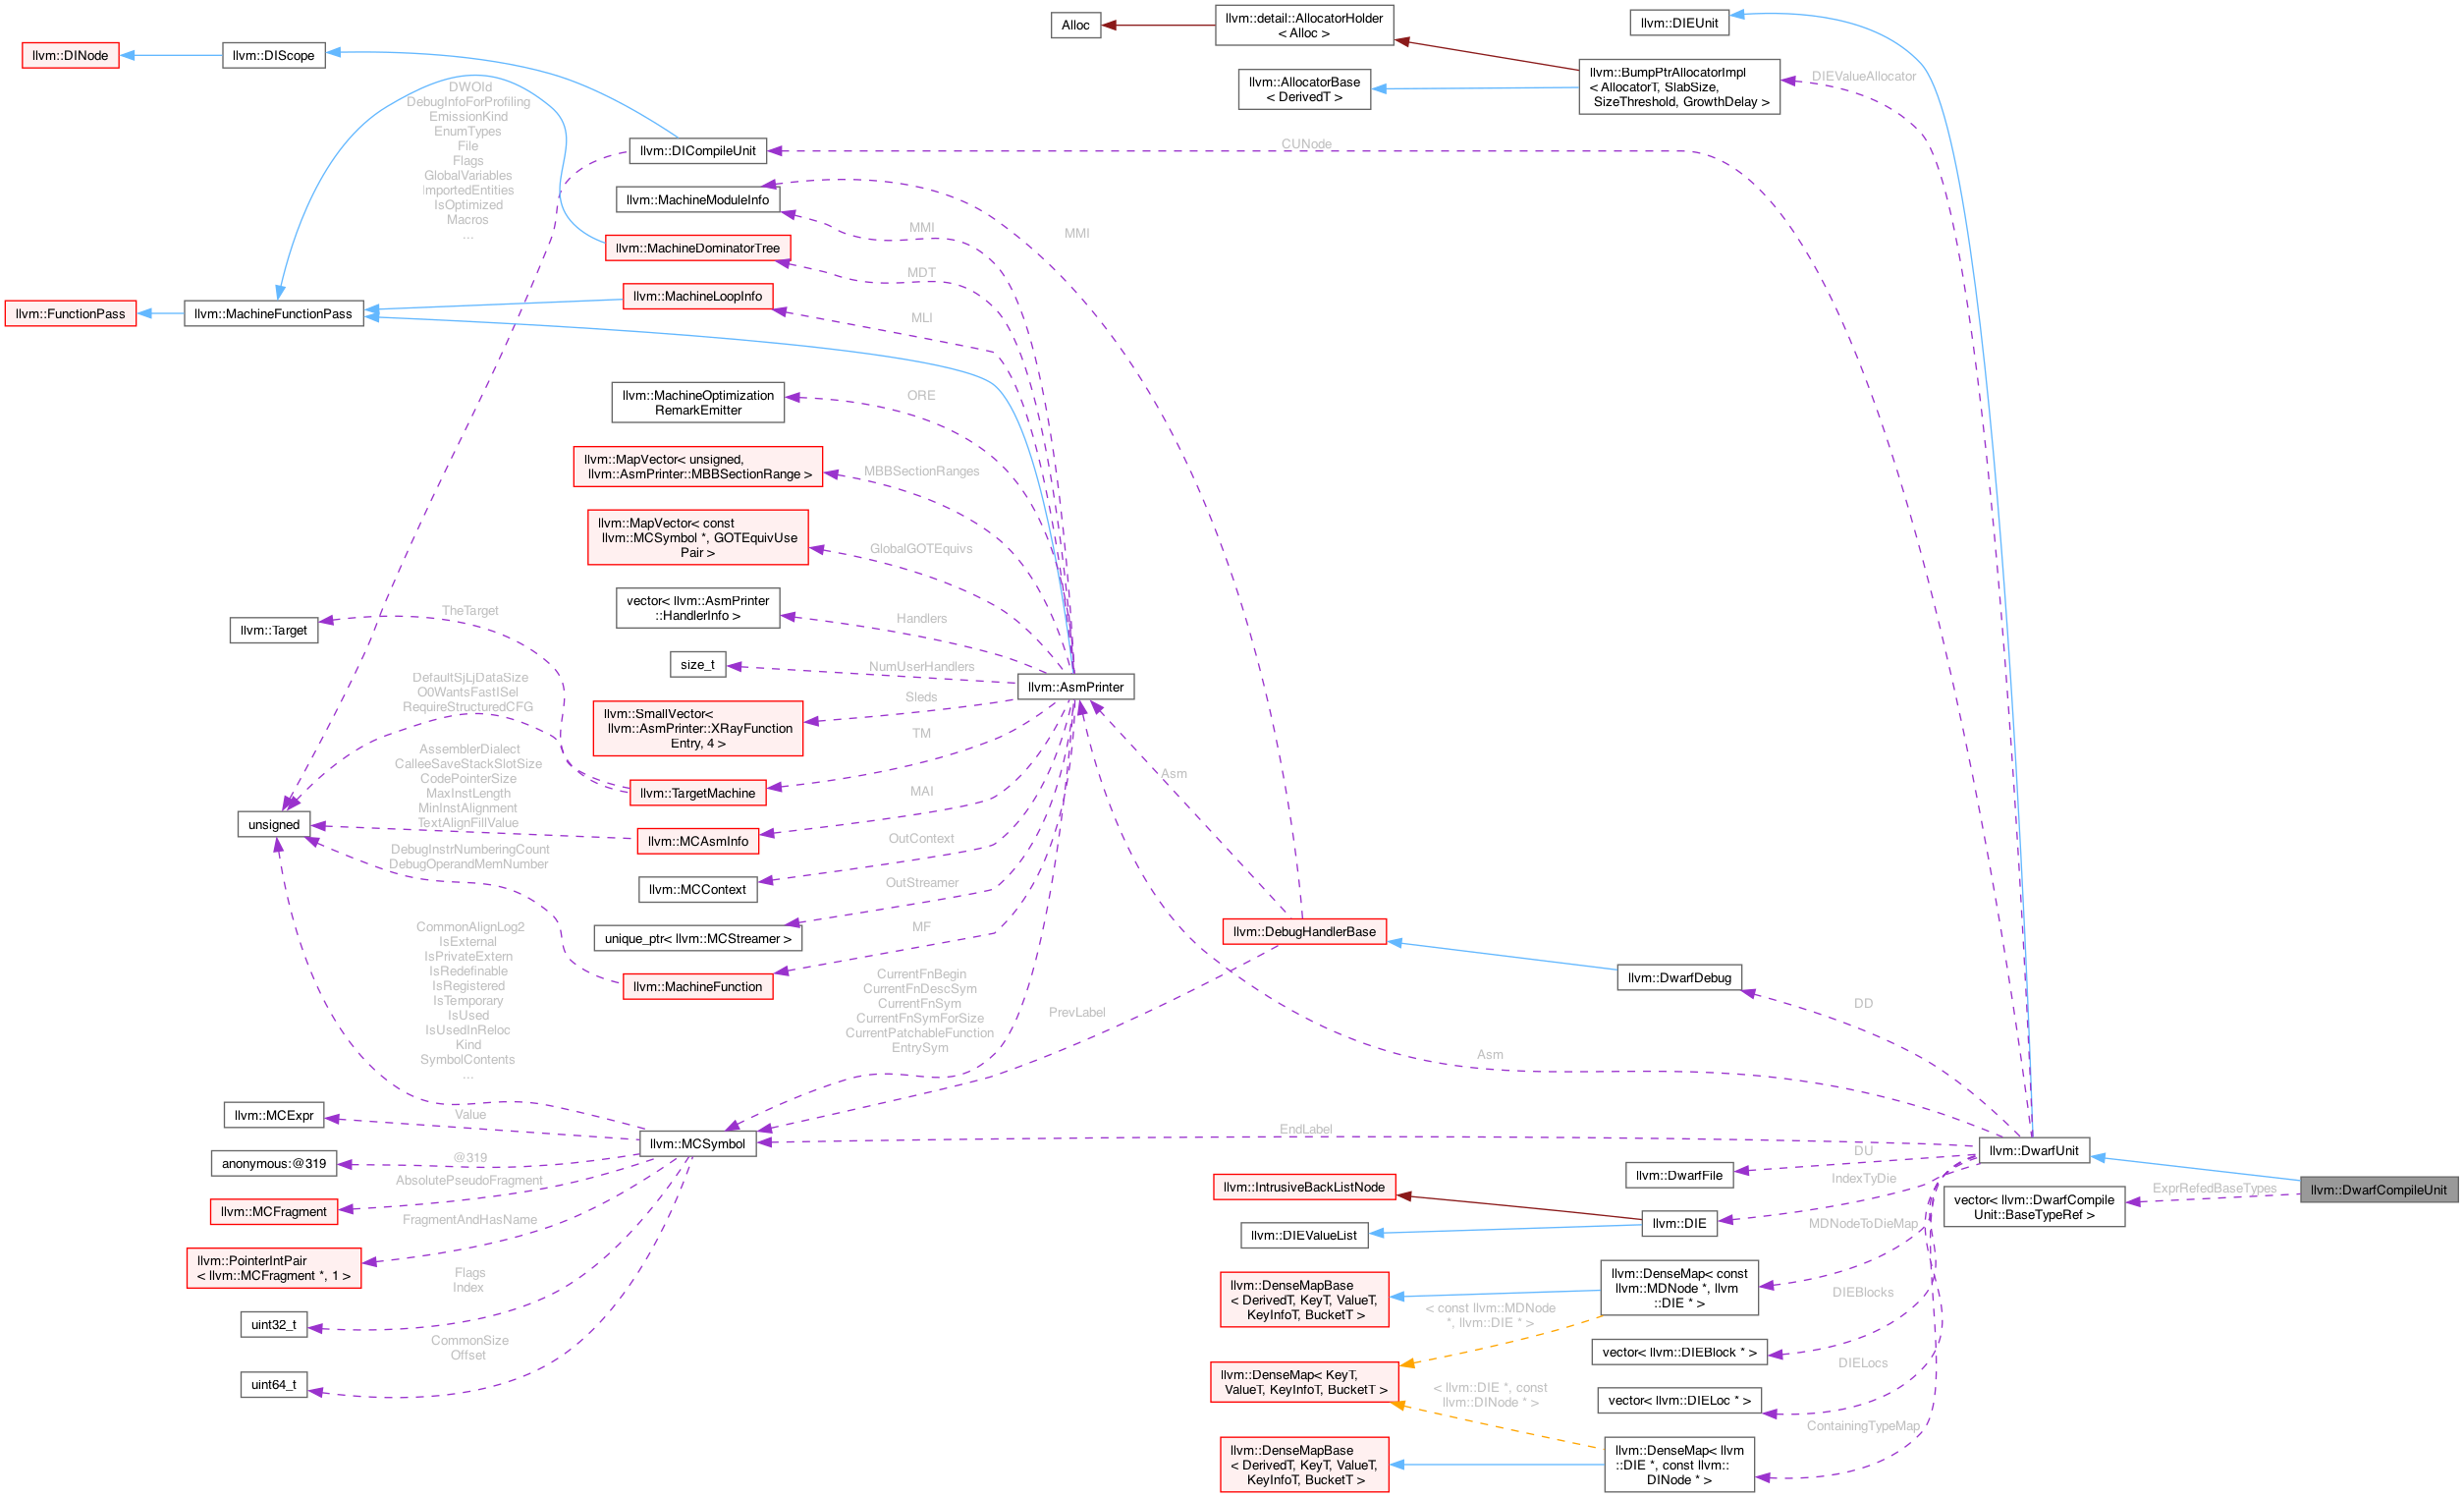 Alloc
llvm::detail::AllocatorHolder
< Alloc >
llvm::DIEUnit
llvm::DINode
llvm::DIScope
llvm::AllocatorBase
< DerivedT >
llvm::BumpPtrAllocatorImpl
< AllocatorT, SlabSize,
SizeThreshold, GrowthDelay >
DIEValueAllocator
DWOId
DebugInfoForProfiling
EmissionKind
EnumTypes
File
Flags
GlobalVariables
ImportedEntities
IsOptimized
Macros
...
llvm::DICompileUnit
CUNode
llvm::MachineModuleInfo
MMI
MMI
llvm::MachineDominatorTree
MDT
llvm::FunctionPass
llvm::MachineFunctionPass
llvm::MachineLoopInfo
MLI
llvm::MachineOptimization
RemarkEmitter
ORE
llvm::MapVector< unsigned,
llvm::AsmPrinter::MBBSectionRange >
MBBSectionRanges
llvm::MapVector< const
llvm::MCSymbol *, GOTEquivUse
Pair >
GlobalGOTEquivs
vector< llvm::AsmPrinter
::HandlerInfo >
Handlers
llvm::Target
TheTarget
size_t
NumUserHandlers
llvm::AsmPrinter
DefaultSjLjDataSize
O0WantsFastISel
RequireStructuredCFG
llvm::SmallVector<
llvm::AsmPrinter::XRayFunction
Entry, 4 >
Sleds
TM
AssemblerDialect
CalleeSaveStackSlotSize
CodePointerSize
MaxInstLength
MinInstAlignment
TextAlignFillValue
llvm::TargetMachine
Asm
MAI
unsigned
llvm::MCAsmInfo
OutContext
DebugInstrNumberingCount
DebugOperandMemNumber
llvm::MCContext
OutStreamer
unique_ptr< llvm::MCStreamer >
MF
llvm::DebugHandlerBase
CommonAlignLog2
IsExternal
IsPrivateExtern
IsRedefinable
IsRegistered
IsTemporary
IsUsed
IsUsedInReloc
Kind
SymbolContents
...
llvm::MachineFunction
CurrentFnBegin
CurrentFnDescSym
CurrentFnSym
CurrentFnSymForSize
CurrentPatchableFunction
EntrySym
PrevLabel
llvm::DwarfDebug
DD
Asm
llvm::MCExpr
Value
llvm::MCSymbol
EndLabel
llvm::DwarfUnit
anonymous:@319
@319
AbsolutePseudoFragment
llvm::MCFragment
FragmentAndHasName
llvm::PointerIntPair
< llvm::MCFragment *, 1 >
Flags
Index
uint32_t
CommonSize
Offset
uint64_t
DU
llvm::DwarfFile
IndexTyDie
llvm::IntrusiveBackListNode
llvm::DIE
llvm::DIEValueList
MDNodeToDieMap
vector< llvm::DwarfCompile
Unit::BaseTypeRef >
ExprRefedBaseTypes
llvm::DwarfCompileUnit
llvm::DenseMapBase
< DerivedT, KeyT, ValueT,
KeyInfoT, BucketT >
llvm::DenseMap< const
llvm::MDNode *, llvm
::DIE * >
< const llvm::MDNode
*, llvm::DIE * >
DIEBlocks
vector< llvm::DIEBlock * >
DIELocs
llvm::DenseMap< KeyT,
ValueT, KeyInfoT, BucketT >
< llvm::DIE *, const
llvm::DINode * >
vector< llvm::DIELoc * >
ContainingTypeMap
llvm::DenseMapBase
< DerivedT, KeyT, ValueT,
KeyInfoT, BucketT >
llvm::DenseMap< llvm
::DIE *, const llvm::
DINode * >